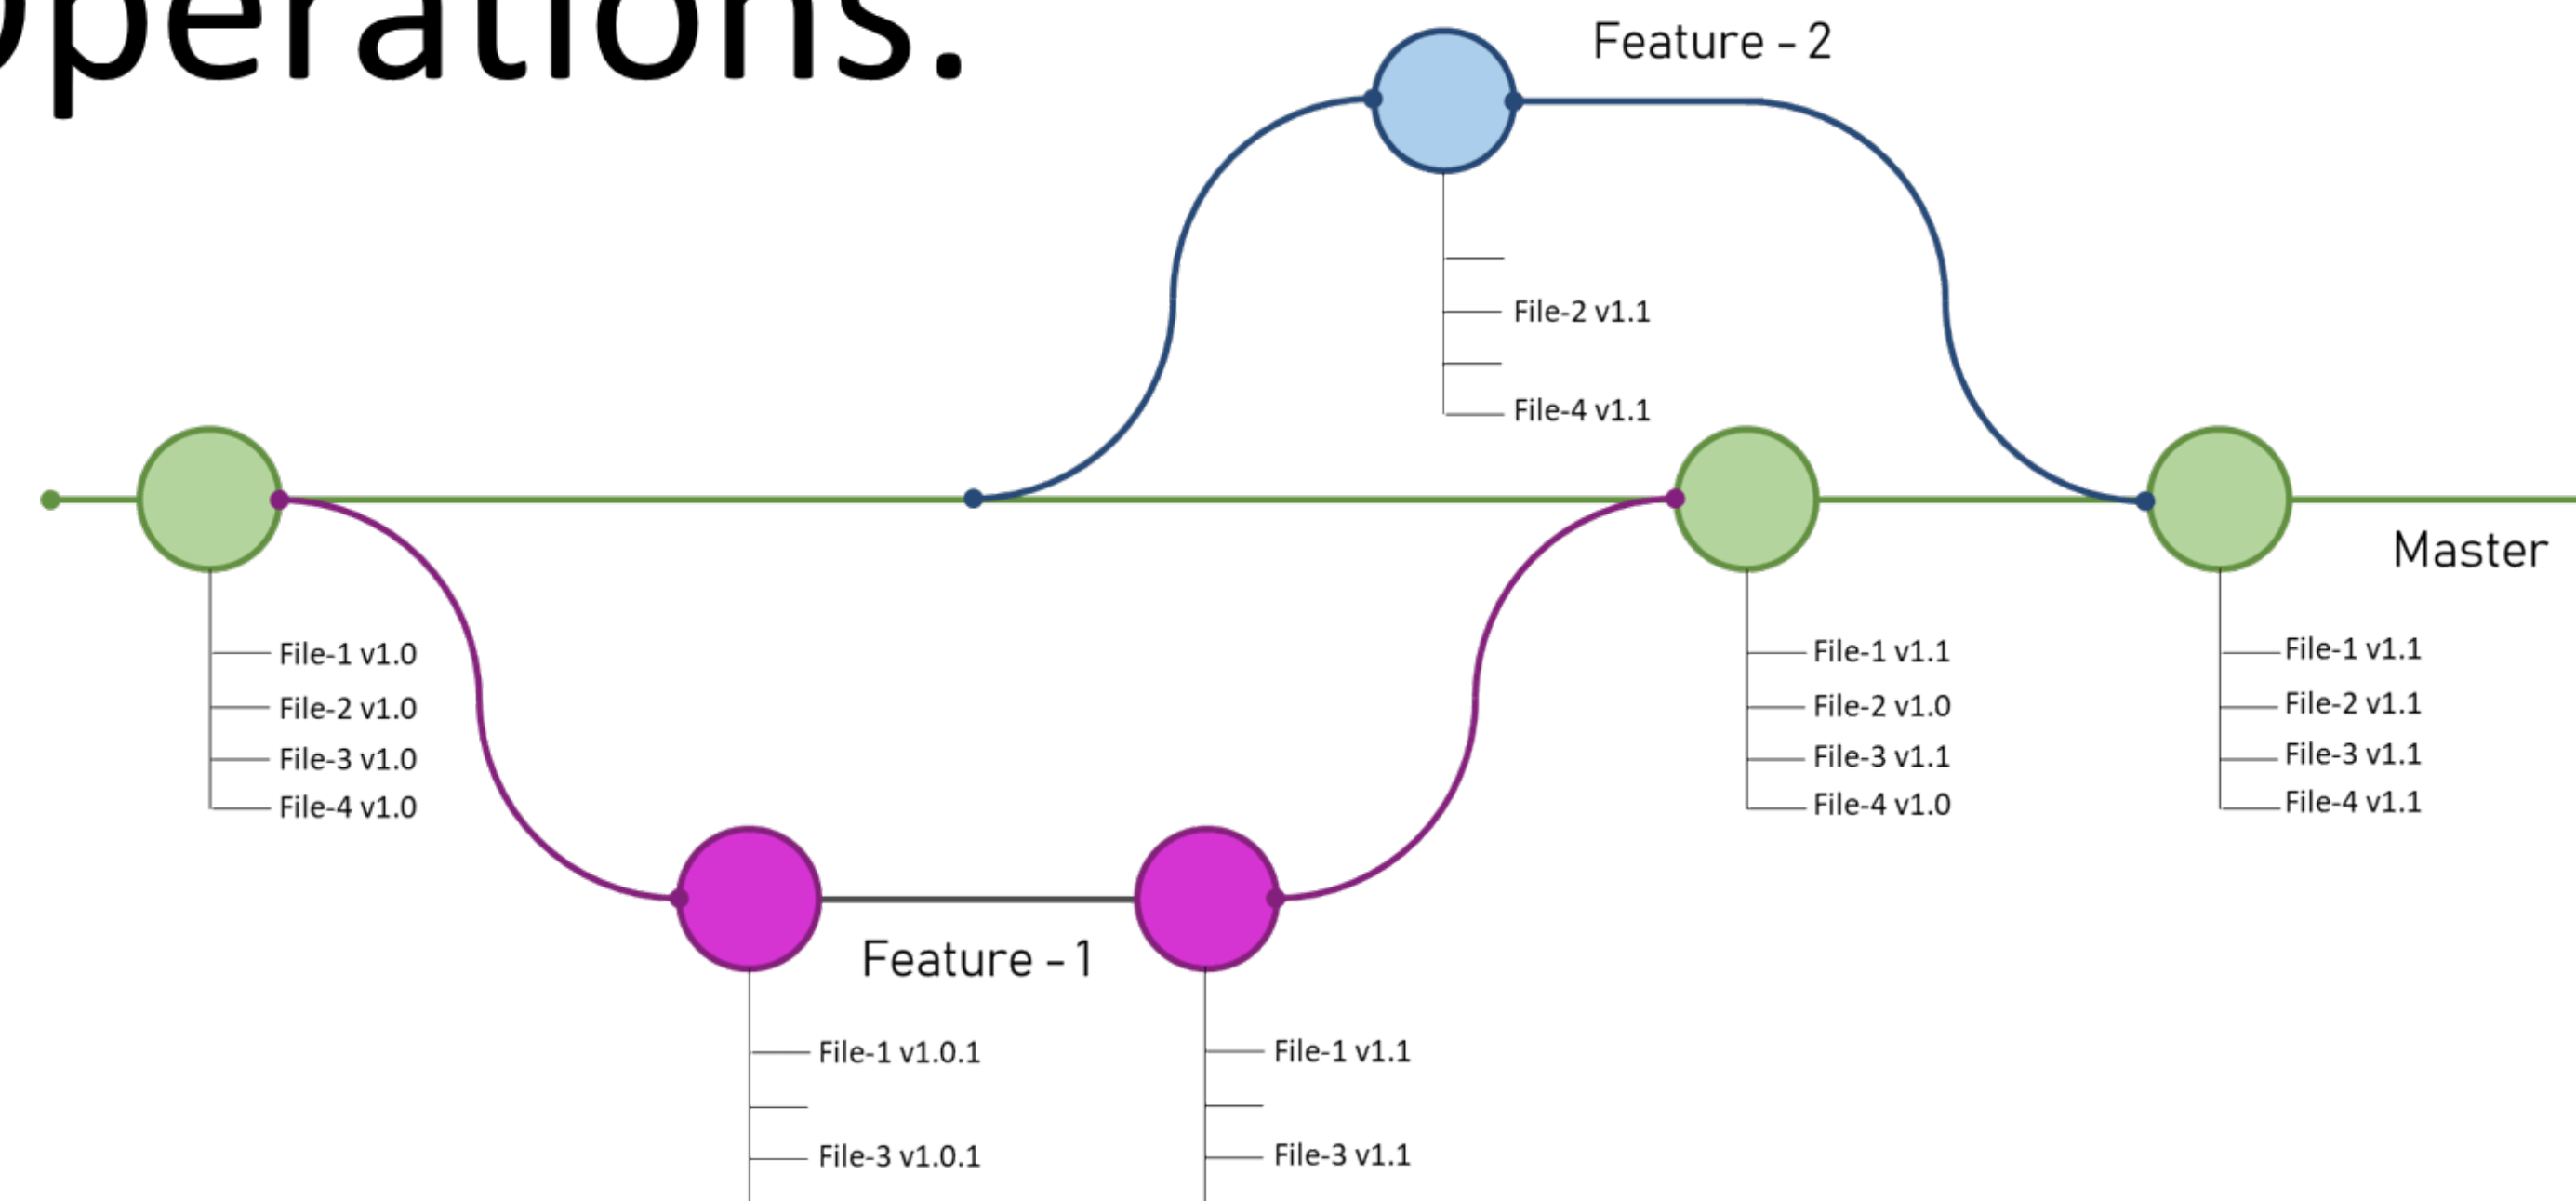 perations.
Feature - 2
File-2 v1.1
File-4 v1.1
Master
File-1 v1.0
File-2 v1.0
File-3 v1.0
File-4 v1.0
File-1 v1.1
File-2 v1.0
File-3 v1.1
File-4 v1.0
File-1 v1.1
File-2 v1.1
File-3 v1.1
File-4 v1.1
Feature - 1
File-1 v1.0.1
File-3 v1.0.1
File-1 v1.1
File-3 v1.1